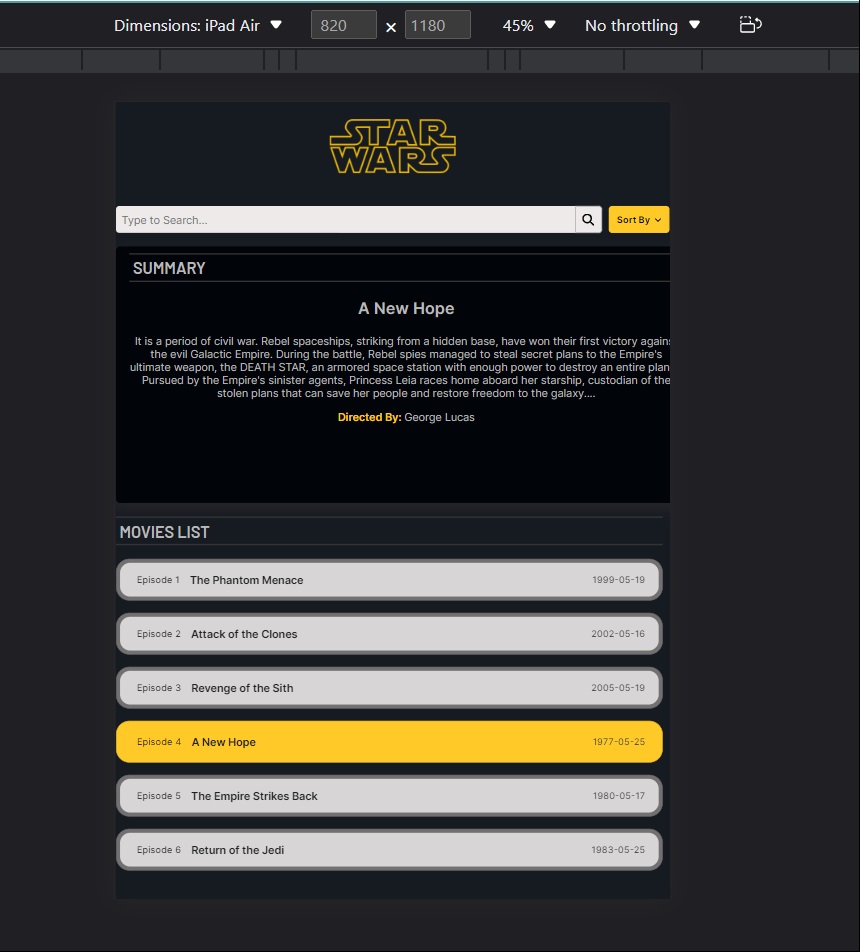 Dimensions: iPad Air 820 × 1180 45% No throttling
STAR
WARS
Type to Search... Sort By
SUMMARY
A New Hope
It is a period of civil war. Rebel spaceships, striking from a hidden base, have won their first victory agains
the evil Galactic Empire. During the battle, Rebel spies managed to steal secret plans to the Empire's
ultimate weapon, the DEATH STAR, an armored space station with enough power to destroy an entire plan
Pursued by the Empire's sinister agents, Princess Leia races home aboard her starship, custodian of the
stolen plans that can save her people and restore freedom to the galaxy....
Directed By: George Lucas
MOVIES LIST
Episode 1 The Phantom Menace 1999-05-19
Episode 2 Attack of the Clones 2002-05-16
Episode 3 Revenge of the Sith 2005-05-19
Episode 4 A New Hope 1977-05-25
Episode 5 The Empire Strikes Back 1980-05-17
Episode 6 Return of the Jedi 1983-05-25